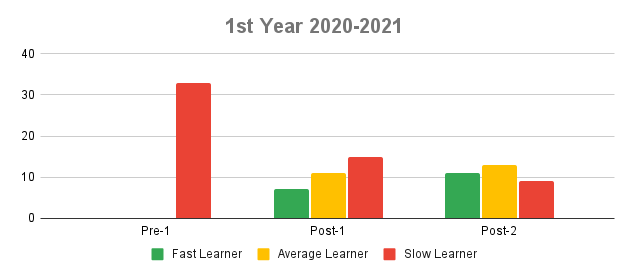 1st Year 2020-2021
40
30
20
10
0
Pre-1 Post-1 Post-2
Fast Learner Average Learner Slow Learner